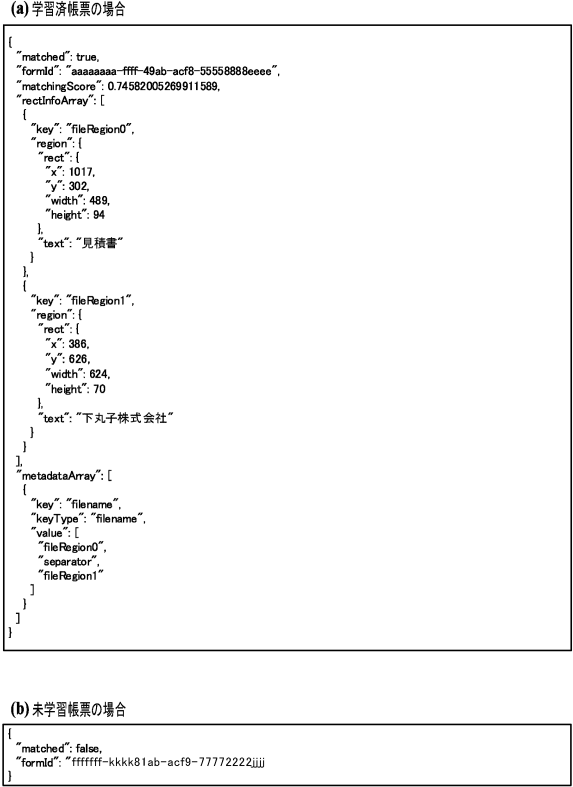 (a) 学習済帳票の場合
{
"matched": true,
"formId": "aaaaaaaa-ffff-49ab-acf8-55558888eeee",
"matchingScore": 0.74582005269911589,
"rectInfoArray": [
{
"key": "fileRegion0",
"region": {
"rect": {
"x": 1017,
"y": 302,
"width": 489,
"height": 94
},
"text": "見積書"
}
},
{
"key": "fileRegion1",
"region": {
"rect": {
"x": 386,
"y": 626,
"width": 624,
"height": 70
},
"text": "下丸子株式会社"
}
}
],
"metadataArray": [
{
"key": "filename",
"keyType": "filename",
"value": [
"fileRegion0",
"separator",
"fileRegion1"
]
}
]
}
(b) 未学習帳票の場合
{
"matched": false,
"formId": "fffffff-kkkk81ab-acf9-77772222jjjj
}